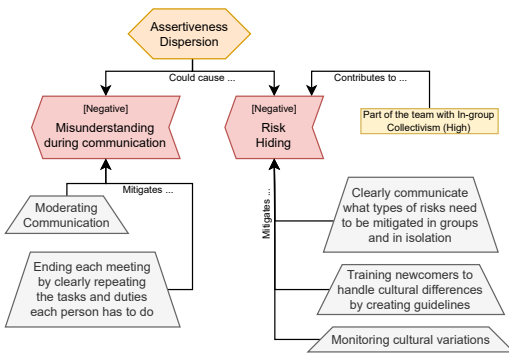 Assertiveness
Dispersion
Could cause ...
Contributes to ...
[Negative]
Misunderstanding
during communication
[Negative]
Risk
Hiding
Part of the team with In-group
Collectivism (High)
Mitigates ...
Moderating
Communication
Ending each meeting
by clearly repeating
the tasks and duties
each person has to do
Mitigates ...
Clearly communicate
what types of risks need
to be mitigated in groups
and in isolation
Training newcomers to
handle cultural differences
by creating guidelines
Monitoring cultural variations